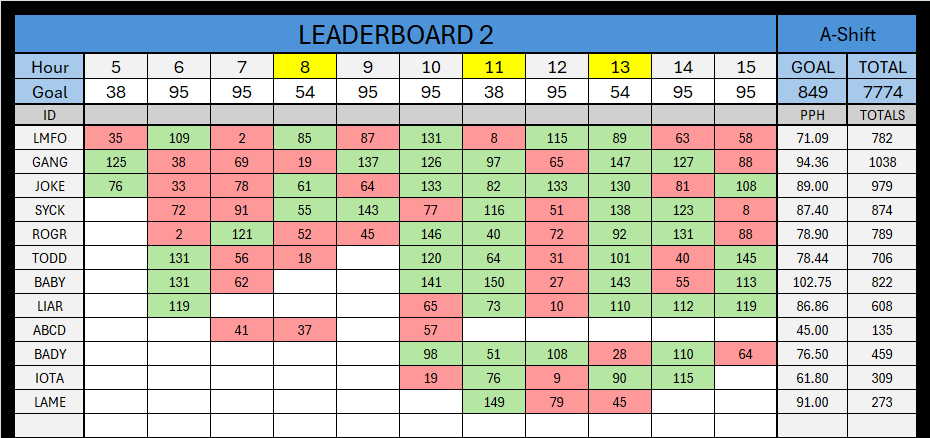 LEADERBOARD 2 A-Shift
Hour 5 6 7 8 9 10 11 12 13 14 15 GOAL TOTAL
Goal 38 95 95 54 95 95 38 95 54 95 95 849 7774
ID PPH TOTALS
LMFO 35 109 2 85 87 131 8 115 89 63 58 71.09 782
GANG 125 38 69 19 137 126 97 65 147 127 88 94.36 1038
JOKE 76 33 78 61 64 133 82 133 130 81 108 89.00 979
SYCK 72 91 55 143 77 116 51 138 123 8 87.40 874
ROGR 2 121 52 45 146 40 72 92 131 88 78.90 789
TODD 131 56 18 120 64 31 101 40 145 78.44 706
BABY 131 62 141 150 27 143 55 113 102.75 822
LIAR 119 65 73 10 110 112 119 86.86 608
ABCD 41 37 57 45.00 135
BADY 98 51 108 28 110 64 76.50 459
IOTA 19 76 9 90 115 61.80 309
LAME 149 79 45 91.00 273